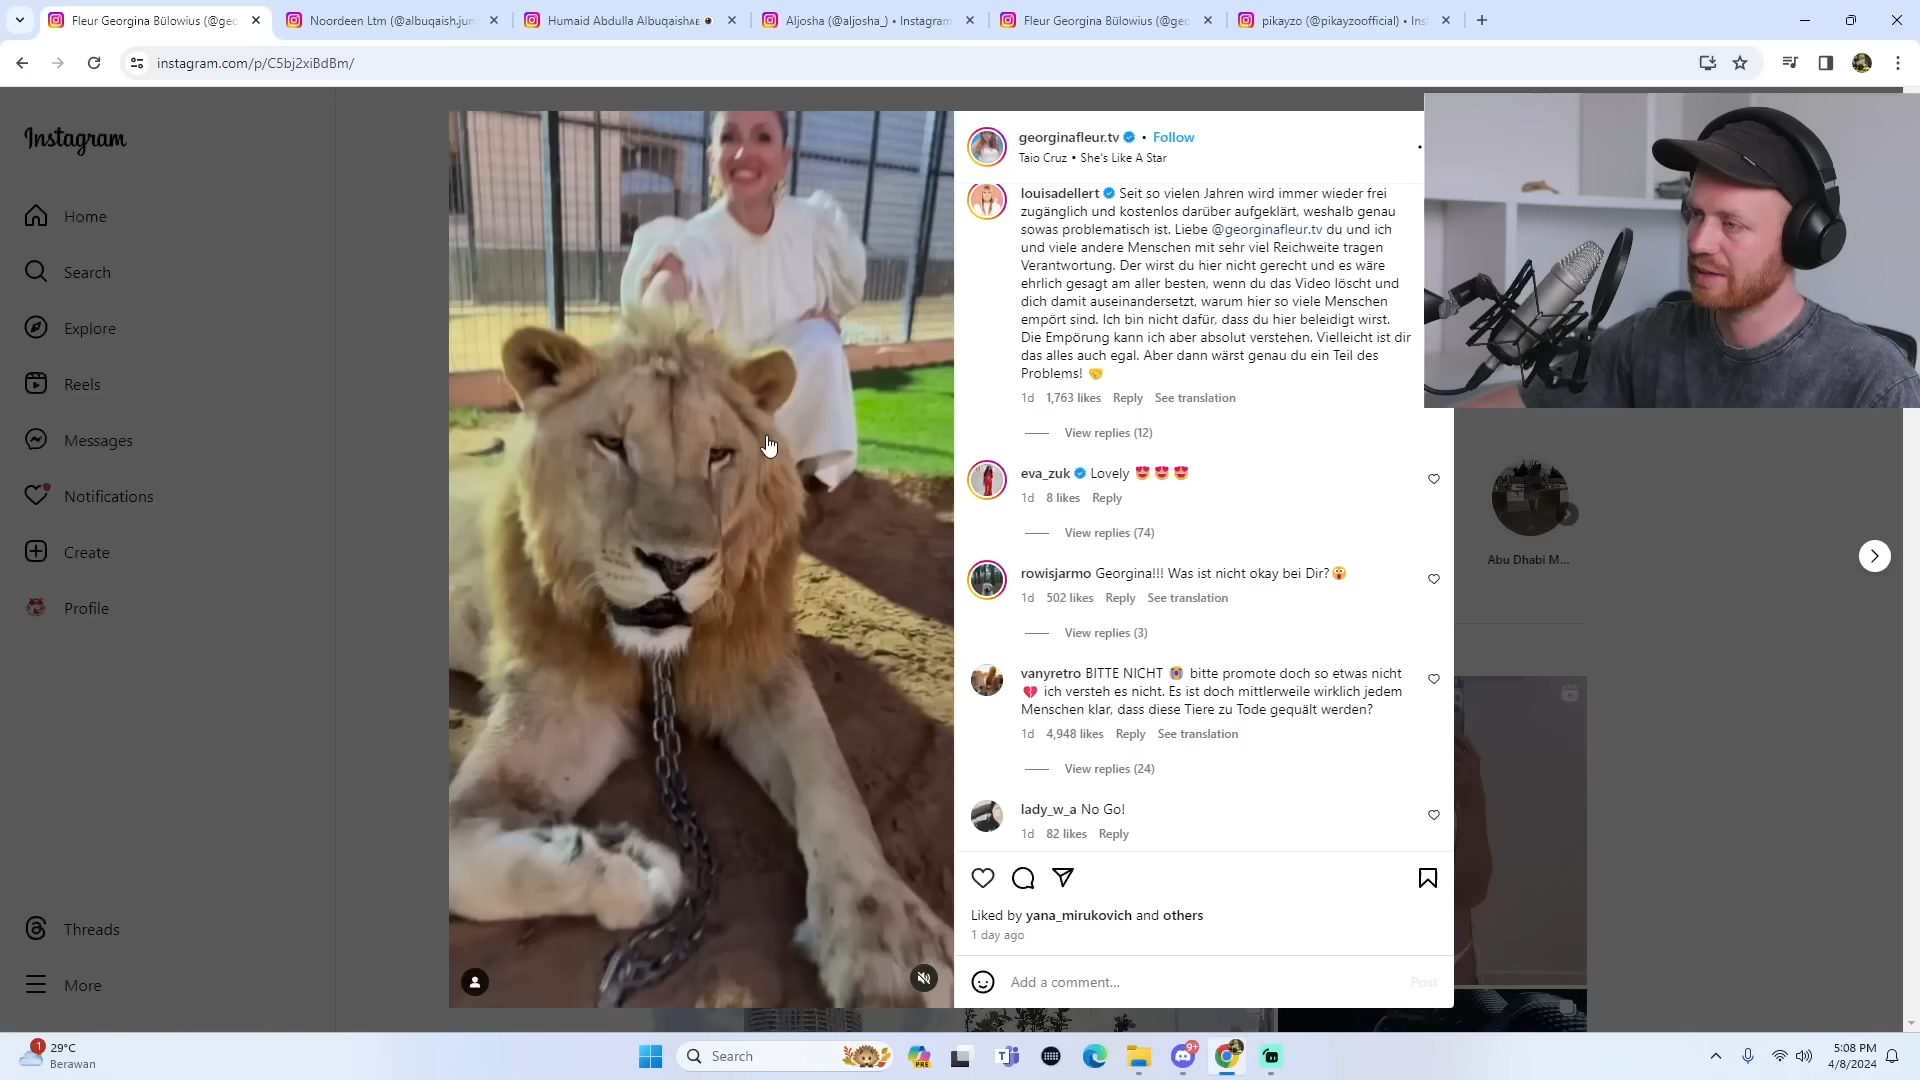 Fleur Georgina Bülowius (@geo
Noordeen Ltm (@albuqaish.jun
Humaid Abdulla Albuqaish
Aljosha (@aljosha_) • Instagram
Fleur Georgina Bülowius (@geo
pikayzo (@pikayzoofficial) • Ins
instagram.com/p/C5bj2xiBdBm/
Instagram
Home
Search
Explore
Reels
Messages
Notifications
Create
Profile
Threads
More
georginafleur.tv • Follow
Taio Cruz • She's Like A Star
louisadellert Seit so vielen Jahren wird immer wieder frei
zugänglich und kostenlos darüber aufgeklärt, weshalb genau
sowas problematisch ist. Liebe @georginafleur.tv du und ich
und viele andere Menschen mit sehr viel Reichweite tragen
Verantwortung. Der wirst du hier nicht gerecht und es wäre
ehrlich gesagt am aller besten, wenn du das Video löscht und
dich damit auseinandersetzt, warum hier so viele Menschen
empört sind. Ich bin nicht dafür, dass du hier beleidigt wirst.
Die Empörung kann ich aber absolut verstehen. Vielleicht ist dir
das alles auch egal. Aber dann wärst genau du ein Teil des
Problems! 🤝
1d 1,763 likes Reply See translation
View replies (12)
eva_zuk Lovely 😍 😍 😍
1d 8 likes Reply
View replies (74)
rowisjarmo Georgina!!! Was ist nicht okay bei Dir?😱
1d 502 likes Reply See translation
View replies (3)
vanyretro BITTE NICHT 😭 bitte promote doch so etwas nicht
💔 ich versteh es nicht. Es ist doch mittlerweile wirklich jedem
Menschen klar, dass diese Tiere zu Tode gequält werden?
1d 4,948 likes Reply See translation
View replies (24)
lady_w_a No Go!
1d 82 likes Reply
Liked by yana_mirukovich and others
1 day ago
Add a comment...
Post
Abu Dhabi M...
1
29°C
Berawan
Search
PRE
9+
5:08 PM
4/8/2024